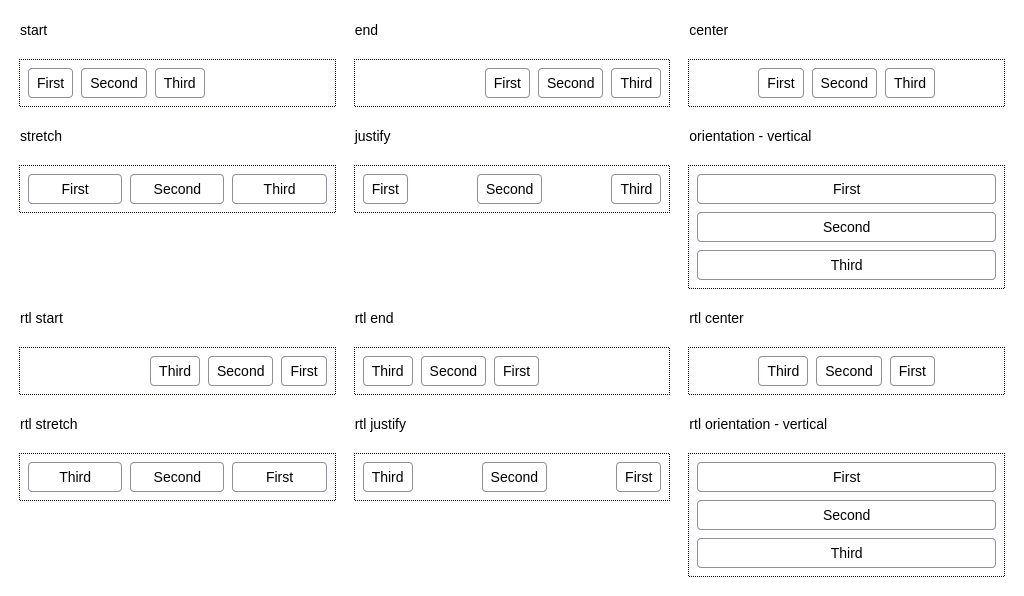 start end center
First Second Third First Second Third First Second Third
stretch justify orientation - vertical
First Second Third First Second Third First
Second
Third
rtl start rtl end rtl center
Third Second First Third Second First Third Second First
rtl stretch rtl justify rtl orientation - vertical
Third Second First Third Second First First
Second
Third